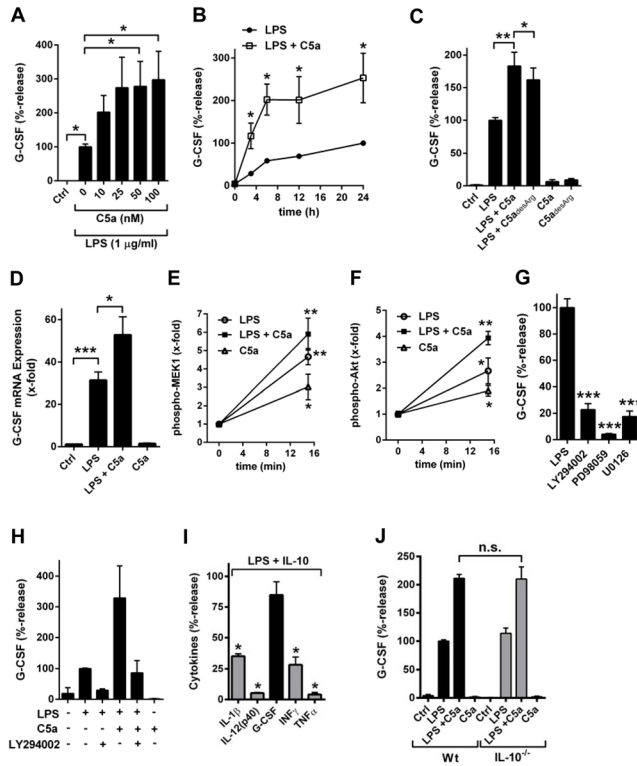 A
G-CSF (%-release)
400
300
200
100
0
*
*
*
Ctrl
0
10
25
50
100
C5a (nM)
LPS (1 µg/ml)
B
LPS
LPS + C5a
G-CSF (%-release)
300
200
100
0
*
*
*
*
0 4 8 12 16 20 24
time (h)
C
G-CSF (%-release)
250
200
150
100
50
0
**
*
Ctrl
LPS
LPS + C5a
LPS + C5adesArg
C5a
C5adesArg
D
G-CSF mRNA Expression
(x-fold)
60
40
20
0
***
*
Ctrl
LPS
LPS + C5a
C5a
E
LPS
LPS + C5a
C5a
phospho-MEK1 (x-fold)
7
6
5
4
3
2
1
0
**
**
*
0 4 8 12 16
time (min)
F
LPS
LPS + C5a
C5a
phospho-Akt (x-fold)
5
4
3
2
1
0
**
*
*
0 4 8 12 16
time (min)
G
G-CSF (%-release)
100
80
60
40
20
0
***
***
***
LPS
LY294002
PD98059
U0126
H
G-CSF (%-release)
400
300
200
100
0
LPS - + + + + -
C5a - - - + + +
LY294002 + +
I
LPS + IL-10
Cytokines (%-release)
100
75
50
25
0
*
*
*
*
IL-1β
IL-12(p40)
G-CSF
INFγ
TNFα
J
n.s.
G-CSF (%-release)
250
200
150
100
50
0
Ctrl
LPS
LPS +C5a
C5a
Ctrl
LPS
LPS +C5a
C5a
Wt
IL-10-/-